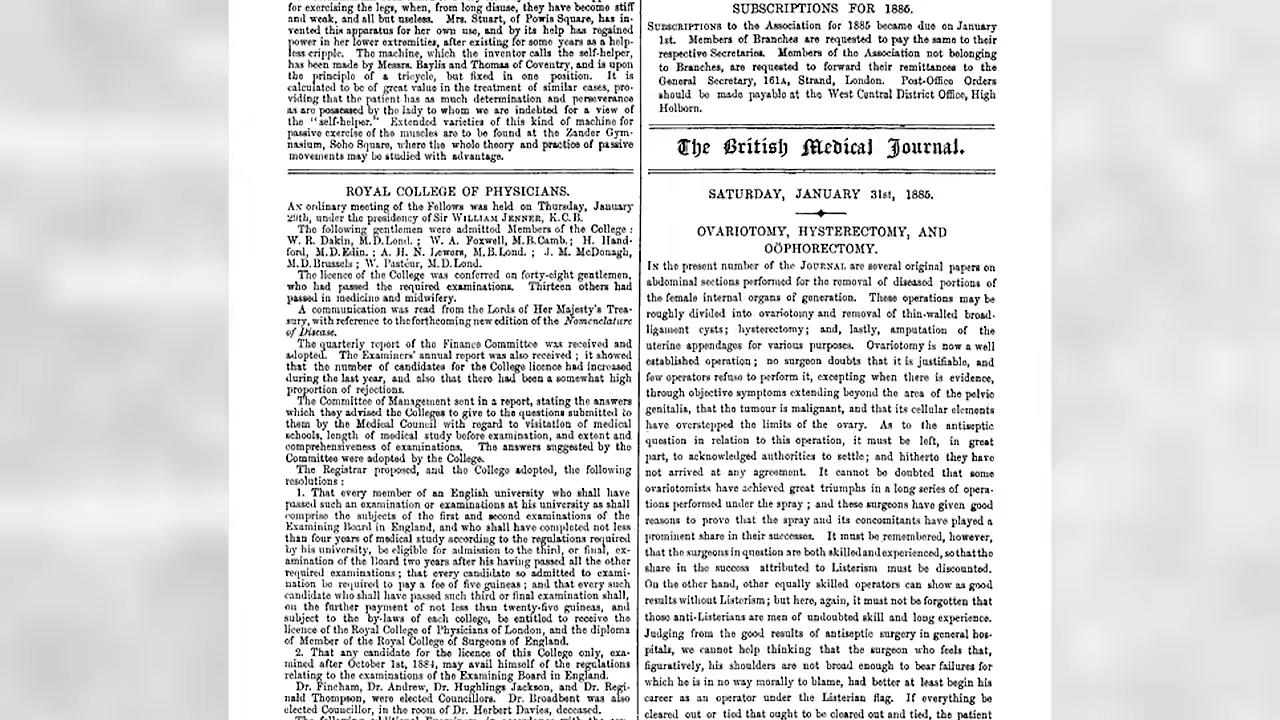 for exercising the legs, when, from long disuse, they have become stiff
and weak, and all but useless. Mrs. Stuart, of Powis Square, has in-
vented this apparatus for her own use, and by its help has regained
power in her lower extremities, after existing for some years as a help-
less cripple. The machine, which the inventor calls the self-helper,
has been made by Messrs. Baylis and Thomas of Coventry, and is upon
the principle of a tricycle, but fixed in one position. It is
calculated to be of great value in the treatment of similar cases, pro-
viding that the patient has as much determination and perseverance
as are possessed by the lady to whom we are indebted for a view of
the "self-helper." Extended varieties of this kind of machine for
passive exercise of the muscles are to be found at the Zander Gym-
nasium, Soho Square, where the whole theory and practice of passive
movements may be studied with advantage.
ROYAL COLLEGE OF PHYSICIANS.
AN ordinary meeting of the Fellows was held on Thursday, January
29th, under the presidency of Sir WILLIAM JENNER, K.C.B.
The following gentlemen were admitted Members of the College :
W. R. Dakin, M.D.Lond. ; W. A. Foxwell, M.B.Camb. ; H. Hand-
ford, M.D.Edin. ; A. H. N. Lewers, M.B.Lond. ; J. M. McDonagh,
M.D.Brussels ; W. Pasteur, M.D.Lond.
The licence of the College was conferred on forty-eight gentlemen,
who had passed the required examinations. Thirteen others had
passed in medicine and midwifery.
A communication was read from the Lords of Her Majesty's Trea-
sury, with reference to the forthcoming new edition of the Nomenclature
of Disease.
The quarterly report of the Finance Committee was received and
adopted. The Examiners' annual report was also received ; it showed
that the number of candidates for the College licence had increased
during the last year, and also that there had been a somewhat high
proportion of rejections.
The Committee of Management sent in a report, stating the answers
which they advised the Colleges to give to the questions submitted to
them by the Medical Council with regard to visitation of medical
schools, length of medical study before examination, and extent and
comprehensiveness of examinations. The answers suggested by the
Committee were adopted by the College.
The Registrar proposed, and the College adopted, the following
resolutions :
1. That every member of an English university who shall have
passed such an examination or examinations at his university as shall
comprise the subjects of the first and second examinations of the
Examining Board in England, and who shall have completed not less
than four years of medical study according to the regulations required
by his university, be eligible for admission to the third, or final, ex-
amination of the Board two years after his having passed all the other
required examinations ; that every candidate so admitted to exami-
nation be required to pay a fee of five guineas ; and that every such
candidate who shall have passed such third or final examination shall,
on the further payment of not less than twenty-five guineas, and
subject to the by-laws of each college, be entitled to receive the
licence of the Royal College of Physicians of London, and the diploma
of Member of the Royal College of Surgeons of England.
2. That any candidate for the licence of this College only, exa-
mined after October 1st, 1884, may avail himself of the regulations
relating to the examinations of the Examining Board in England.
Dr. Fincham, Dr. Andrew, Dr. Hughlings Jackson, and Dr. Regi-
nald Thompson, were elected Councillors. Dr. Broadbent was also
elected Councillor, in the room of Dr. Herbert Davies, deceased.
SUBSCRIPTIONS FOR 1885.
SUBSCRIPTIONS to the Association for 1885 became due on January
1st. Members of Branches are requested to pay the same to their
respective Secretaries. Members of the Association not belonging
to Branches, are requested to forward their remittances to the
General Secretary, 161A, Strand, London. Post-Office Orders
should be made payable at the West Central District Office, High
Holborn.
The British Medical Journal.
SATURDAY, JANUARY 31st, 1885.
OVARIOTOMY, HYSTERECTOMY, AND
OÖPHORECTOMY.
IN the present number of the JOURNAL are several original papers on
abdominal sections performed for the removal of diseased portions of
the female internal organs of generation. These operations may be
roughly divided into ovariotomy and removal of thin-walled broad-
ligament cysts ; hysterectomy ; and, lastly, amputation of the
uterine appendages for various purposes. Ovariotomy is now a well
established operation ; no surgeon doubts that it is justifiable, and
few operators refuse to perform it, excepting when there is evidence,
through objective symptoms extending beyond the area of the pelvic
genitalia, that the tumour is malignant, and that its cellular elements
have overstepped the limits of the ovary. As to the antiseptic
question in relation to this operation, it must be left, in great
part, to acknowledged authorities to settle ; and hitherto they have
not arrived at any agreement. It cannot be doubted that some
ovariotomists have achieved great triumphs in a long series of opera-
tions performed under the spray ; and these surgeons have given good
reasons to prove that the spray and its concomitants have played a
prominent share in their successes. It must be remembered, however,
that the surgeons in question are both skilled and experienced, so that the
share in the success attributed to Listerism must be discounted.
On the other hand, other equally skilled operators can show as good
results without Listerism ; but here, again, it must not be forgotten that
those anti-Listerians are men of undoubted skill and long experience.
Judging from the good results of antiseptic surgery in general hos-
pitals, we cannot help thinking that the surgeon who feels that,
figuratively, his shoulders are not broad enough to bear failures for
which he is in no way morally to blame, had better at least begin his
career as an operator under the Listerian flag. If everything be
cleared out or tied that ought to be cleared out and tied, the patient